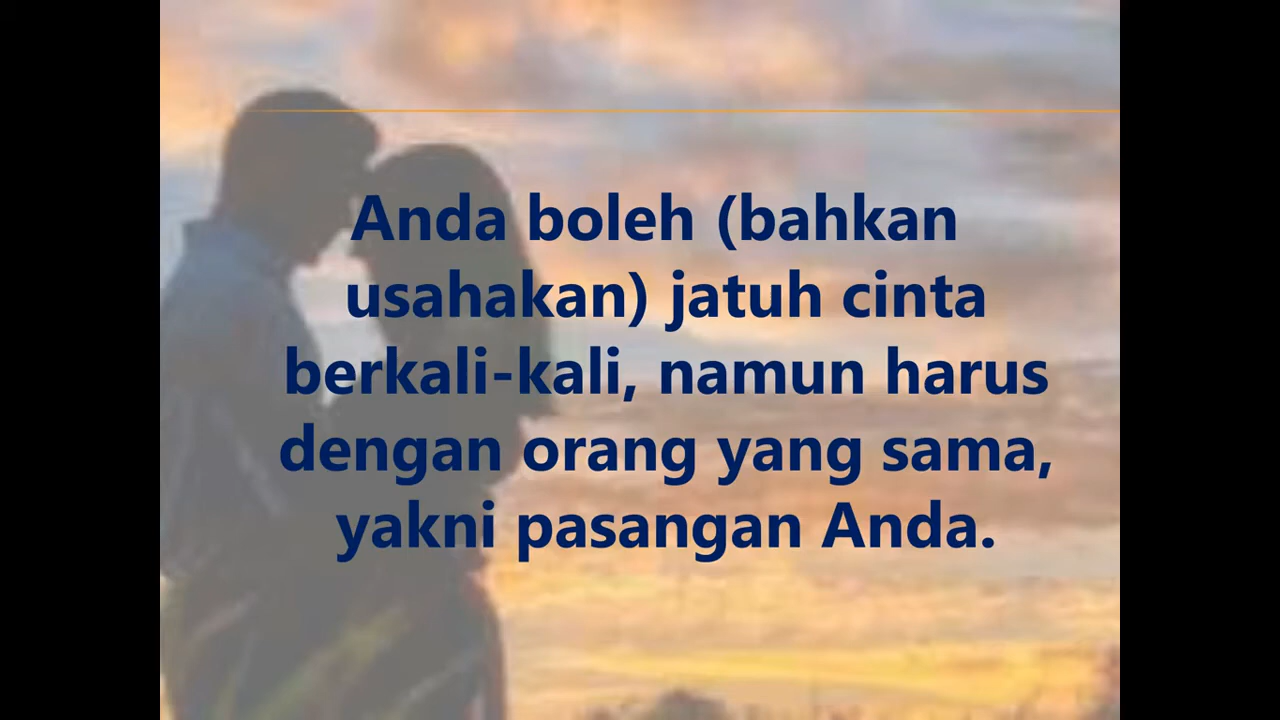 Anda boleh (bahkan
usahakan) jatuh cinta
berkali-kali, namun harus
dengan orang yang sama,
yakni pasangan Anda.